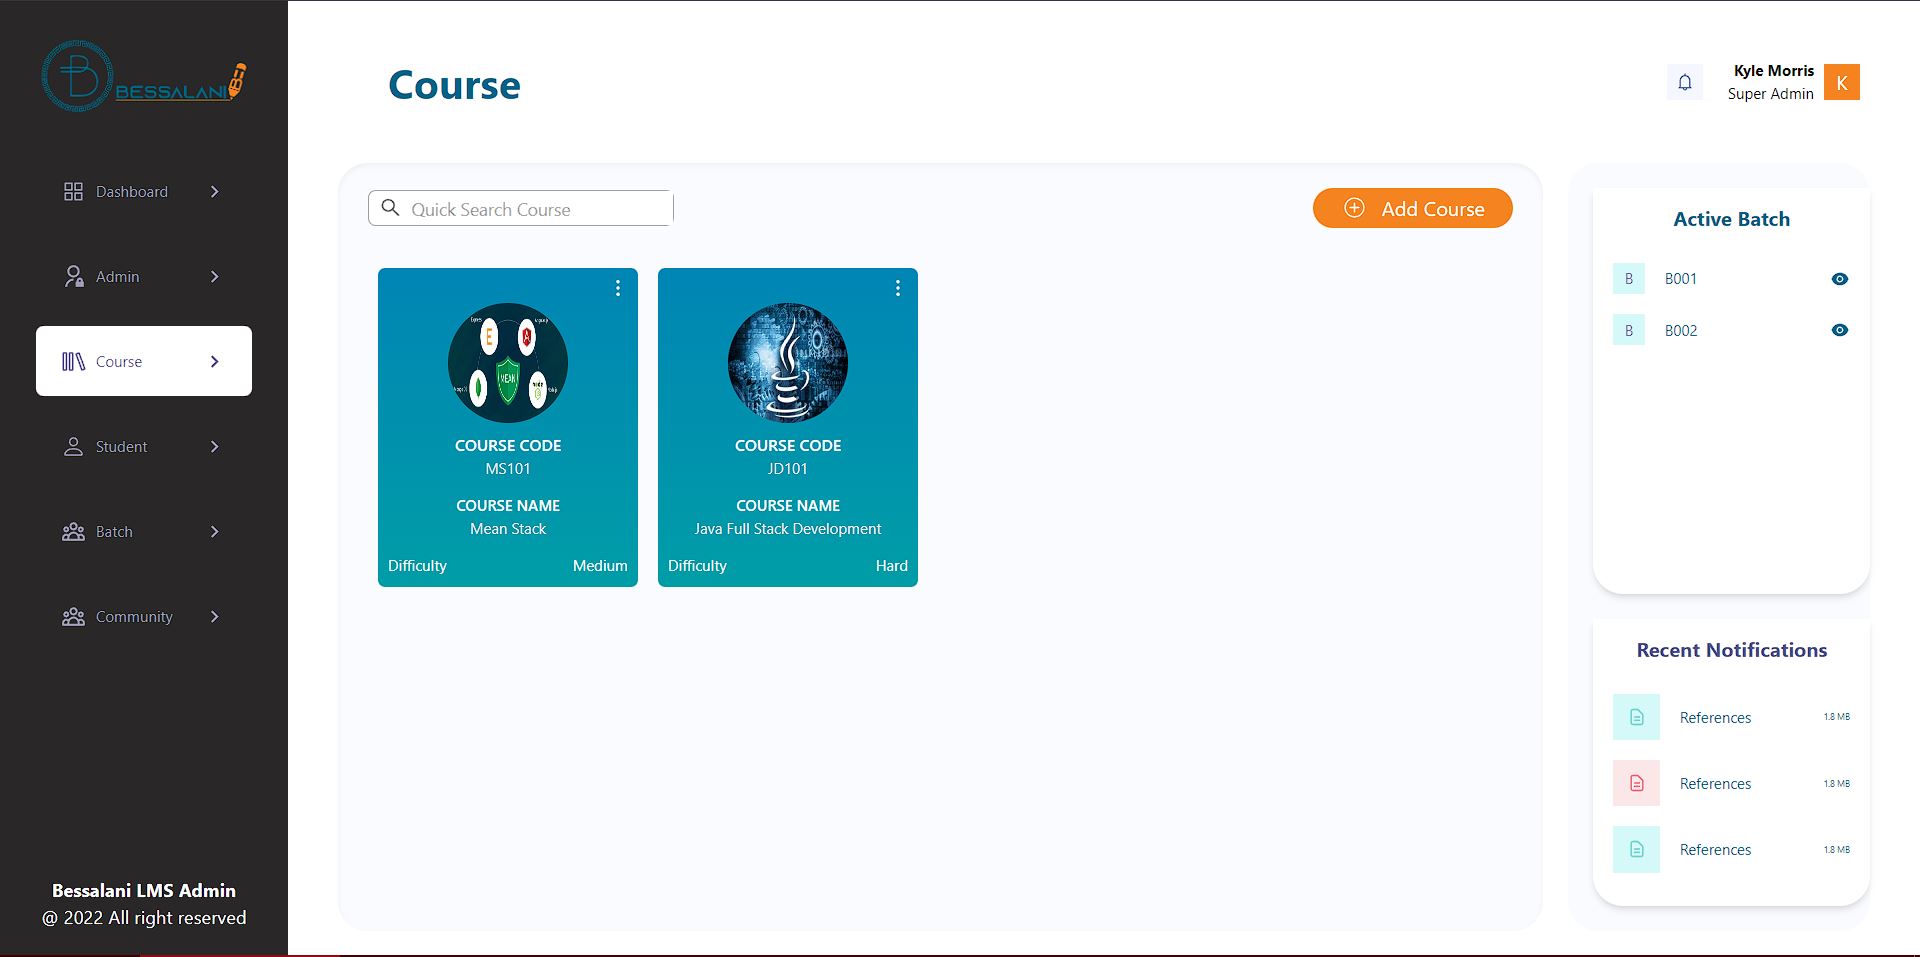 BESSALANI
Dashboard
Admin
Course
Student
Batch
Community
Bessalani LMS Admin
@ 2022 All right reserved
Course
Kyle Morris
Super Admin
K
Quick Search Course
Add Course
E
A
MEAN
COURSE CODE
MS101
COURSE NAME
Mean Stack
Difficulty Medium
COURSE CODE
JD101
COURSE NAME
Java Full Stack Development
Difficulty Hard
Active Batch
B B001
B B002
Recent Notifications
References 1.8 MB
References 1.8 MB
References 1.8 MB